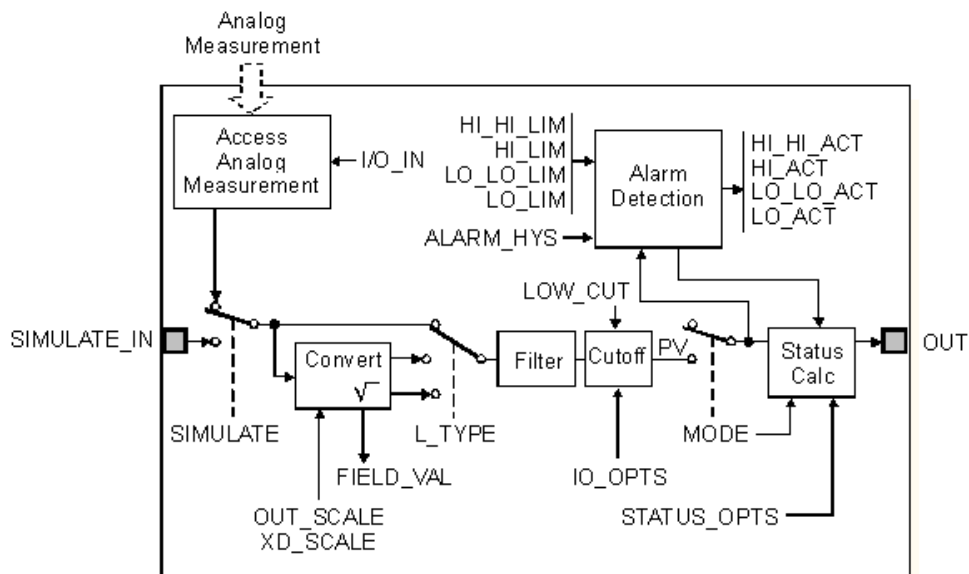 Analog
Measurement
Access
Analog
Measurement
I/O_IN
HI_HI_LIM
HI_LIM
LO_LO_LIM
LO_LIM
ALARM_HYS
Alarm
Detection
HI_HI_ACT
HI_ACT
LO_LO_ACT
LO_ACT
LOW_CUT
SIMULATE_IN
Convert
√
Filter
Cutoff
PV
Status
Calc
OUT
SIMULATE
L_TYPE
MODE
FIELD_VAL
IO_OPTS
OUT_SCALE
XD_SCALE
STATUS_OPTS